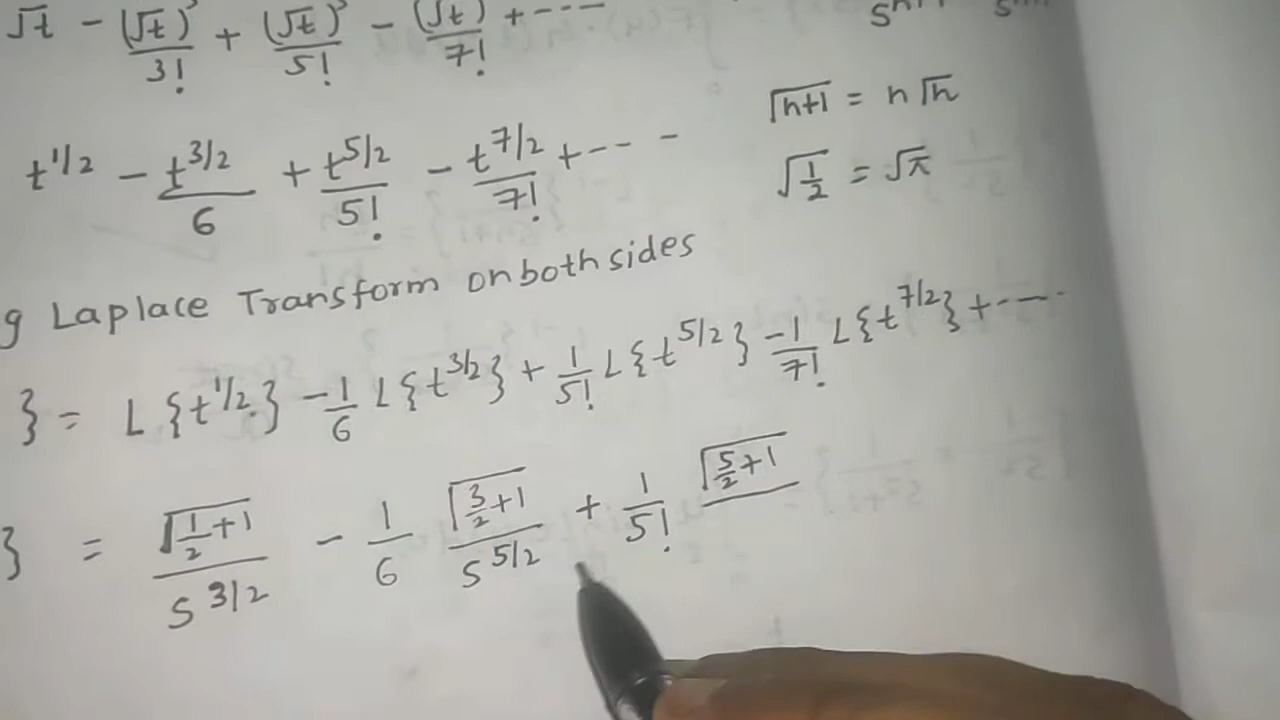 √t − (√t)³/3! + (√t)⁵/5! − (√t)/7! + ----
t^1/2 − t^3/2/6 + t^5/2/5! − t^7/2/7! + --- -
√n+1 = n√n
√1/2 = √π
g Laplace Transform on both sides
} = L{t^1/2} − 1/6 L{t^3/2} + 1/5! L{t^5/2} − 1/7! L{t^7/2} + ----
} = √1/2+1 / s^3/2 − 1/6 √3/2+1 / s^5/2 + 1/5! √5/2+1